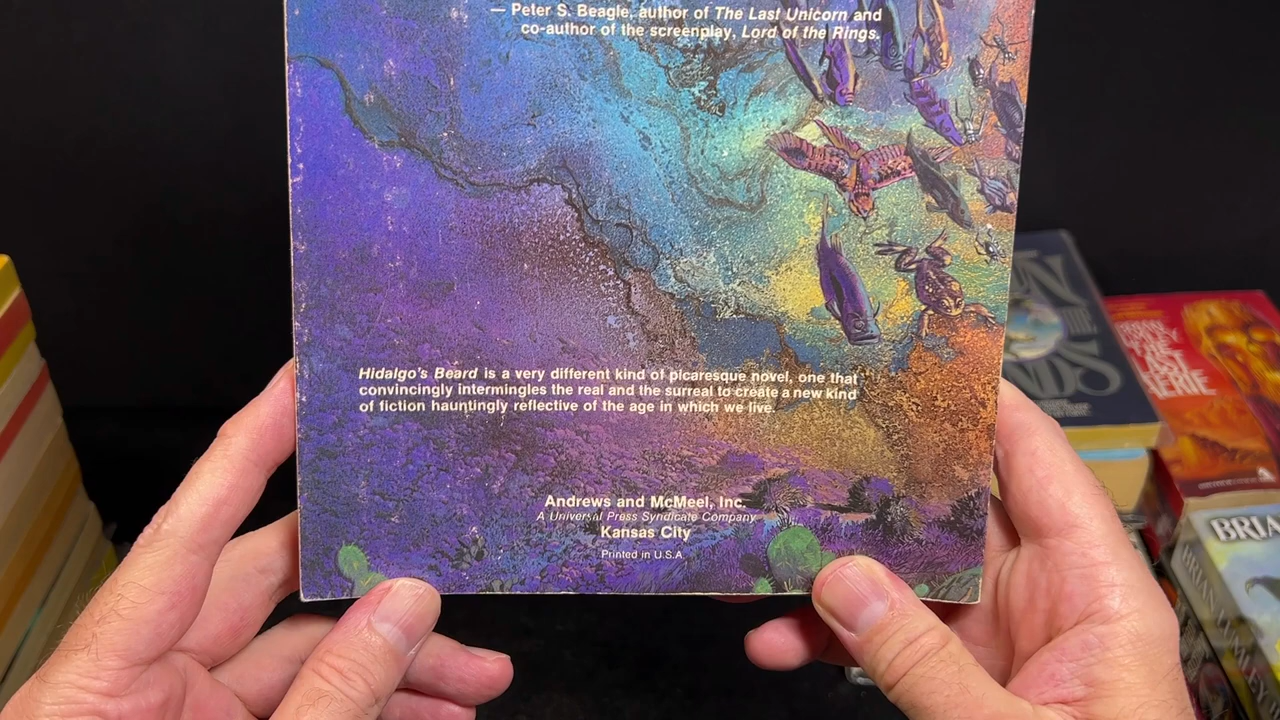 — Peter S. Beagle, author of The Last Unicorn and
co-author of the screenplay, Lord of the Rings.
Hidalgo's Beard is a very different kind of picaresque novel, one that
convincingly intermingles the real and the surreal to create a new kind
of fiction hauntingly reflective of the age in which we live.
Andrews and McMeel, Inc.
A Universal Press Syndicate Company
Kansas City
Printed in U.S.A.
BRIAN